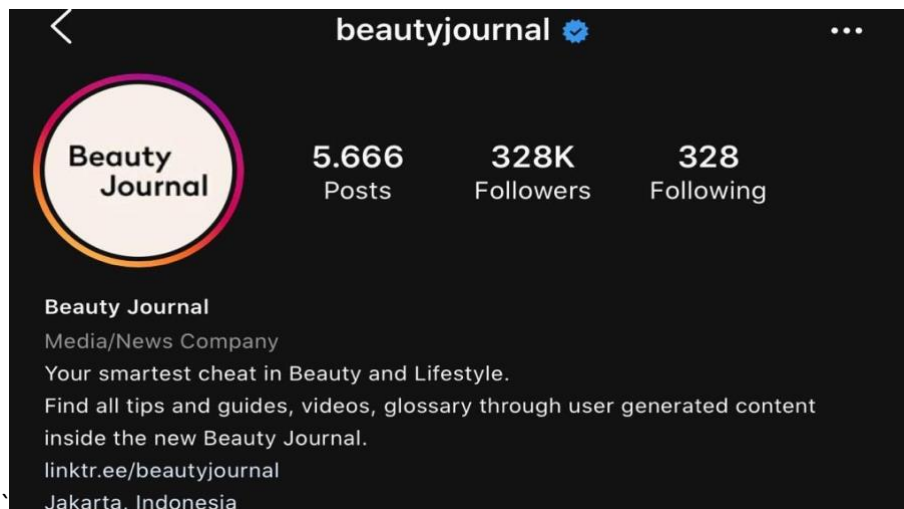 beautyjournal
Beauty
Journal
5.666 328K 328
Posts Followers Following
Beauty Journal
Media/News Company
Your smartest cheat in Beauty and Lifestyle.
Find all tips and guides, videos, glossary through user generated content
inside the new Beauty Journal.
linktr.ee/beautyjournal
Jakarta, Indonesia